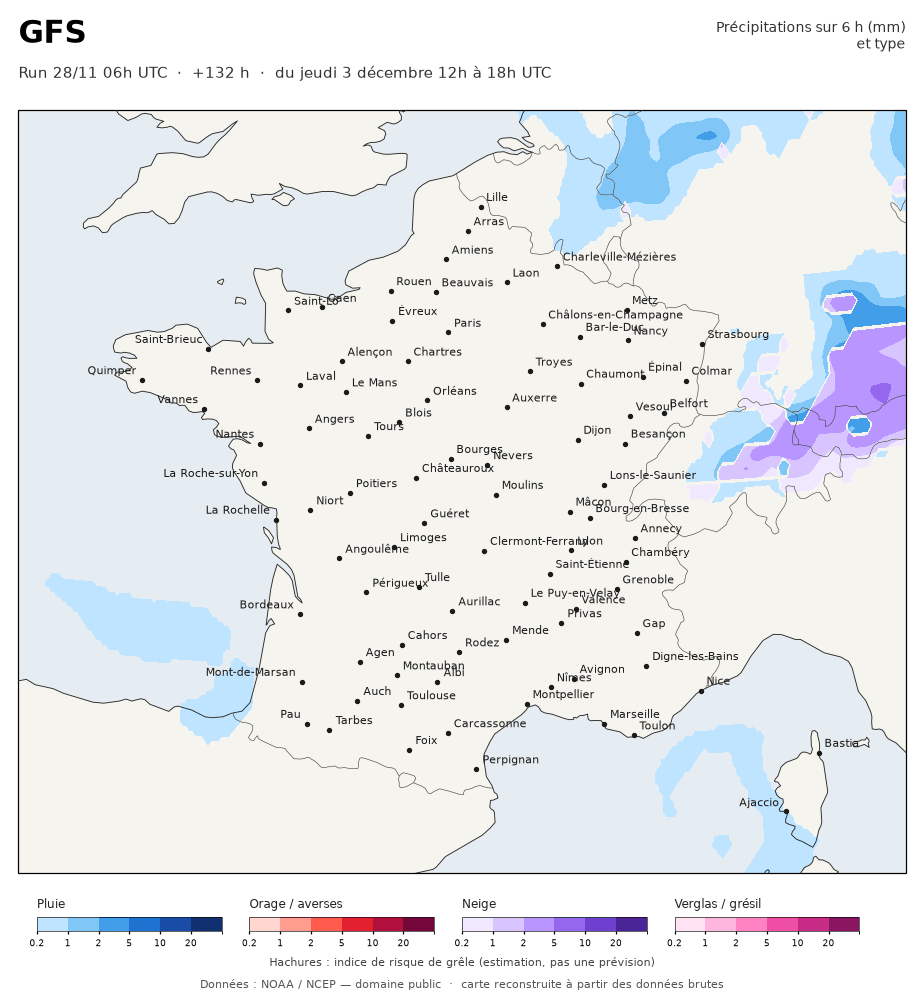 GFS
Précipitations sur 6 h (mm)
et type
Run 28/11 06h UTC · +132 h · du jeudi 3 décembre 12h à 18h UTC
Lille
Arras
Amiens
Charleville-Mézières
Laon
Rouen
Beauvais
Saint-Lô
Caen
Metz
Évreux
Châlons-en-Champagne
Paris
Bar-le-Duc
Nancy
Strasbourg
Saint-Brieuc
Alençon
Chartres
Troyes
Quimper
Rennes
Laval
Le Mans
Chaumont
Épinal
Colmar
Orléans
Vannes
Auxerre
Vesoul
Belfort
Angers
Blois
Tours
Nantes
Dijon
Besançon
Bourges
Nevers
Châteauroux
La Roche-sur-Yon
Lons-le-Saunier
Poitiers
Moulins
Niort
Mâcon
Bourg-en-Bresse
La Rochelle
Guéret
Annecy
Limoges
Clermont-Ferrand
Lyon
Angoulême
Chambéry
Saint-Étienne
Périgueux
Tulle
Grenoble
Le Puy-en-Velay
Valence
Bordeaux
Aurillac
Privas
Gap
Cahors
Rodez
Mende
Agen
Digne-les-Bains
Mont-de-Marsan
Montauban
Albi
Avignon
Nîmes
Nice
Auch
Toulouse
Montpellier
Pau
Tarbes
Carcassonne
Marseille
Toulon
Foix
Bastia
Perpignan
Ajaccio
Pluie
0.2 1 2 5 10 20
Orage / averses
0.2 1 2 5 10 20
Neige
0.2 1 2 5 10 20
Verglas / grésil
0.2 1 2 5 10 20
Hachures : indice de risque de grêle (estimation, pas une prévision)
Données : NOAA / NCEP — domaine public · carte reconstruite à partir des données brutes